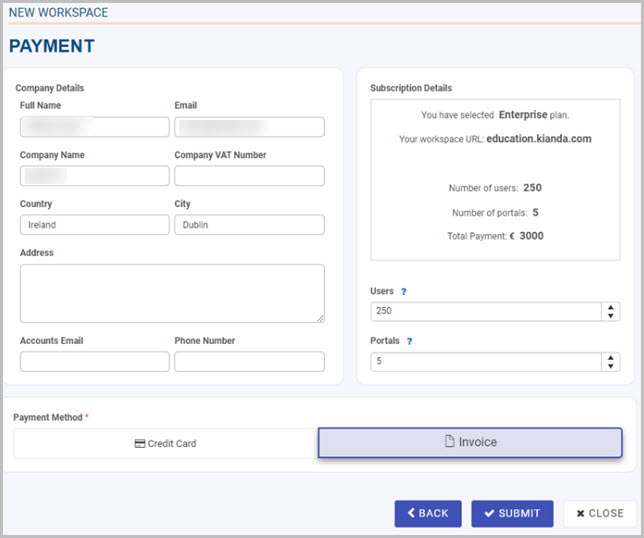 NEW WORKSPACE
PAYMENT
Company Details
Full Name
Email
Company Name
Company VAT Number
Country
City
Ireland
Dublin
Address
Accounts Email
Phone Number
Subscription Details
You have selected Enterprise plan.
Your workspace URL: education.kianda.com
Number of users: 250
Number of portals: 5
Total Payment: € 3000
Users ?
250
Portals ?
5
Payment Method *
Credit Card
Invoice
BACK
SUBMIT
CLOSE